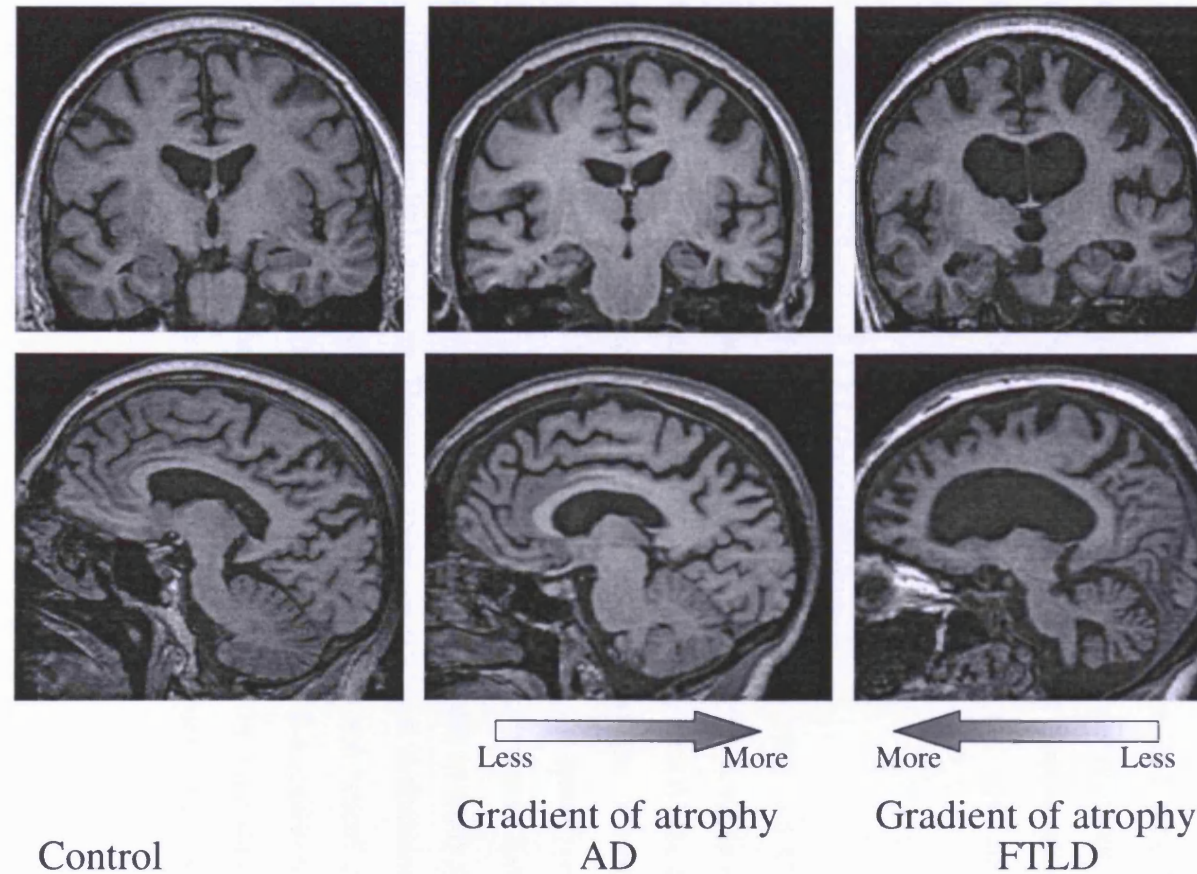 Less More
More Less
Gradient of atrophy
AD
Gradient of atrophy
FTLD
Control